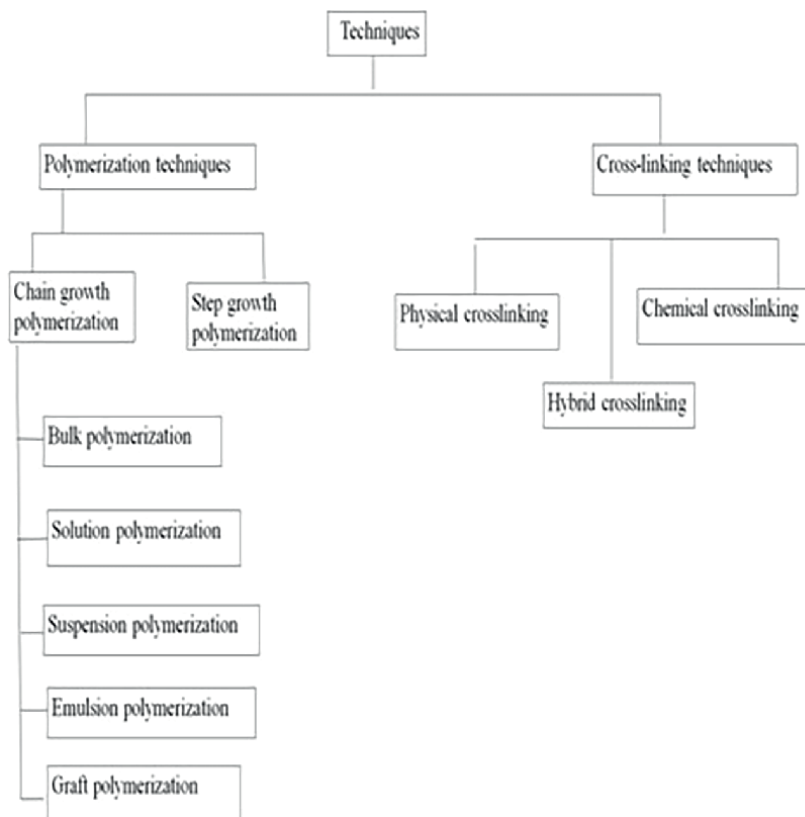 Techniques
Polymerization techniques
Cross-linking techniques
Chain growth
polymerization
Step growth
polymerization
Physical crosslinking
Chemical crosslinking
Hybrid crosslinking
Bulk polymerization
Solution polymerization
Suspension polymerization
Emulsion polymerization
Graft polymerization